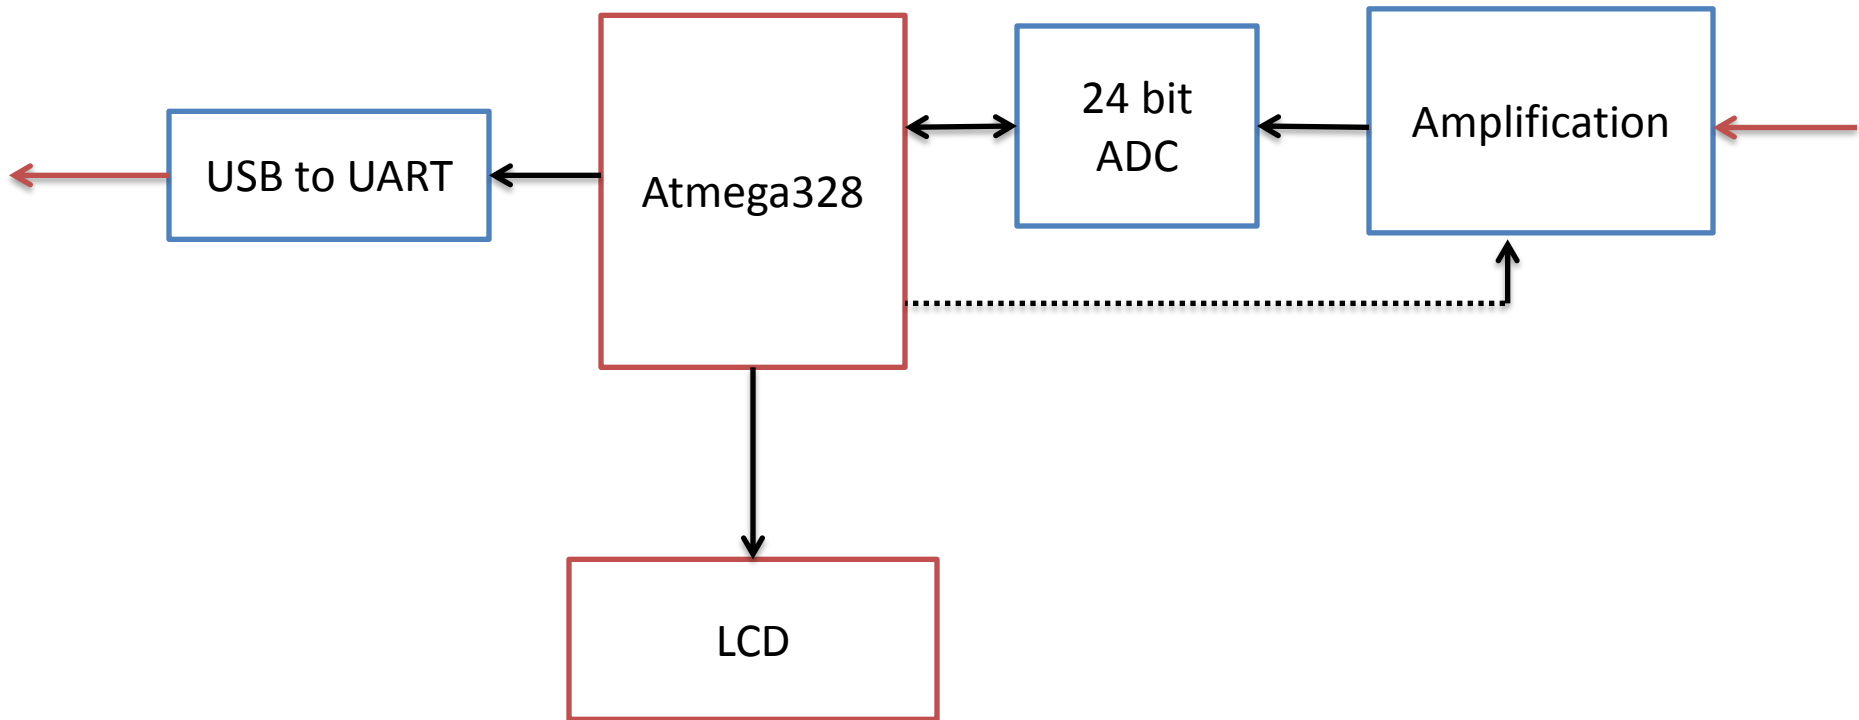 USB to UART
Atmega328
24 bit
ADC
Amplification
LCD